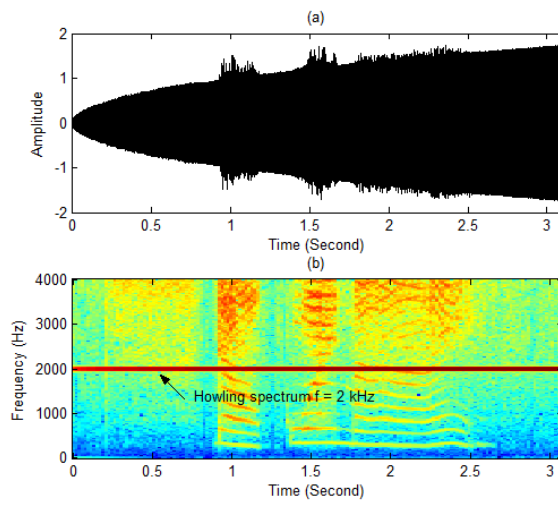 (a)
2
1
0
-1
-2
Amplitude
0 0.5 1 1.5 2 2.5 3
Time (Second)
(b)
4000
3000
2000
1000
0
Frequency (Hz)
Howling spectrum f = 2 kHz
0 0.5 1 1.5 2 2.5 3
Time (Second)